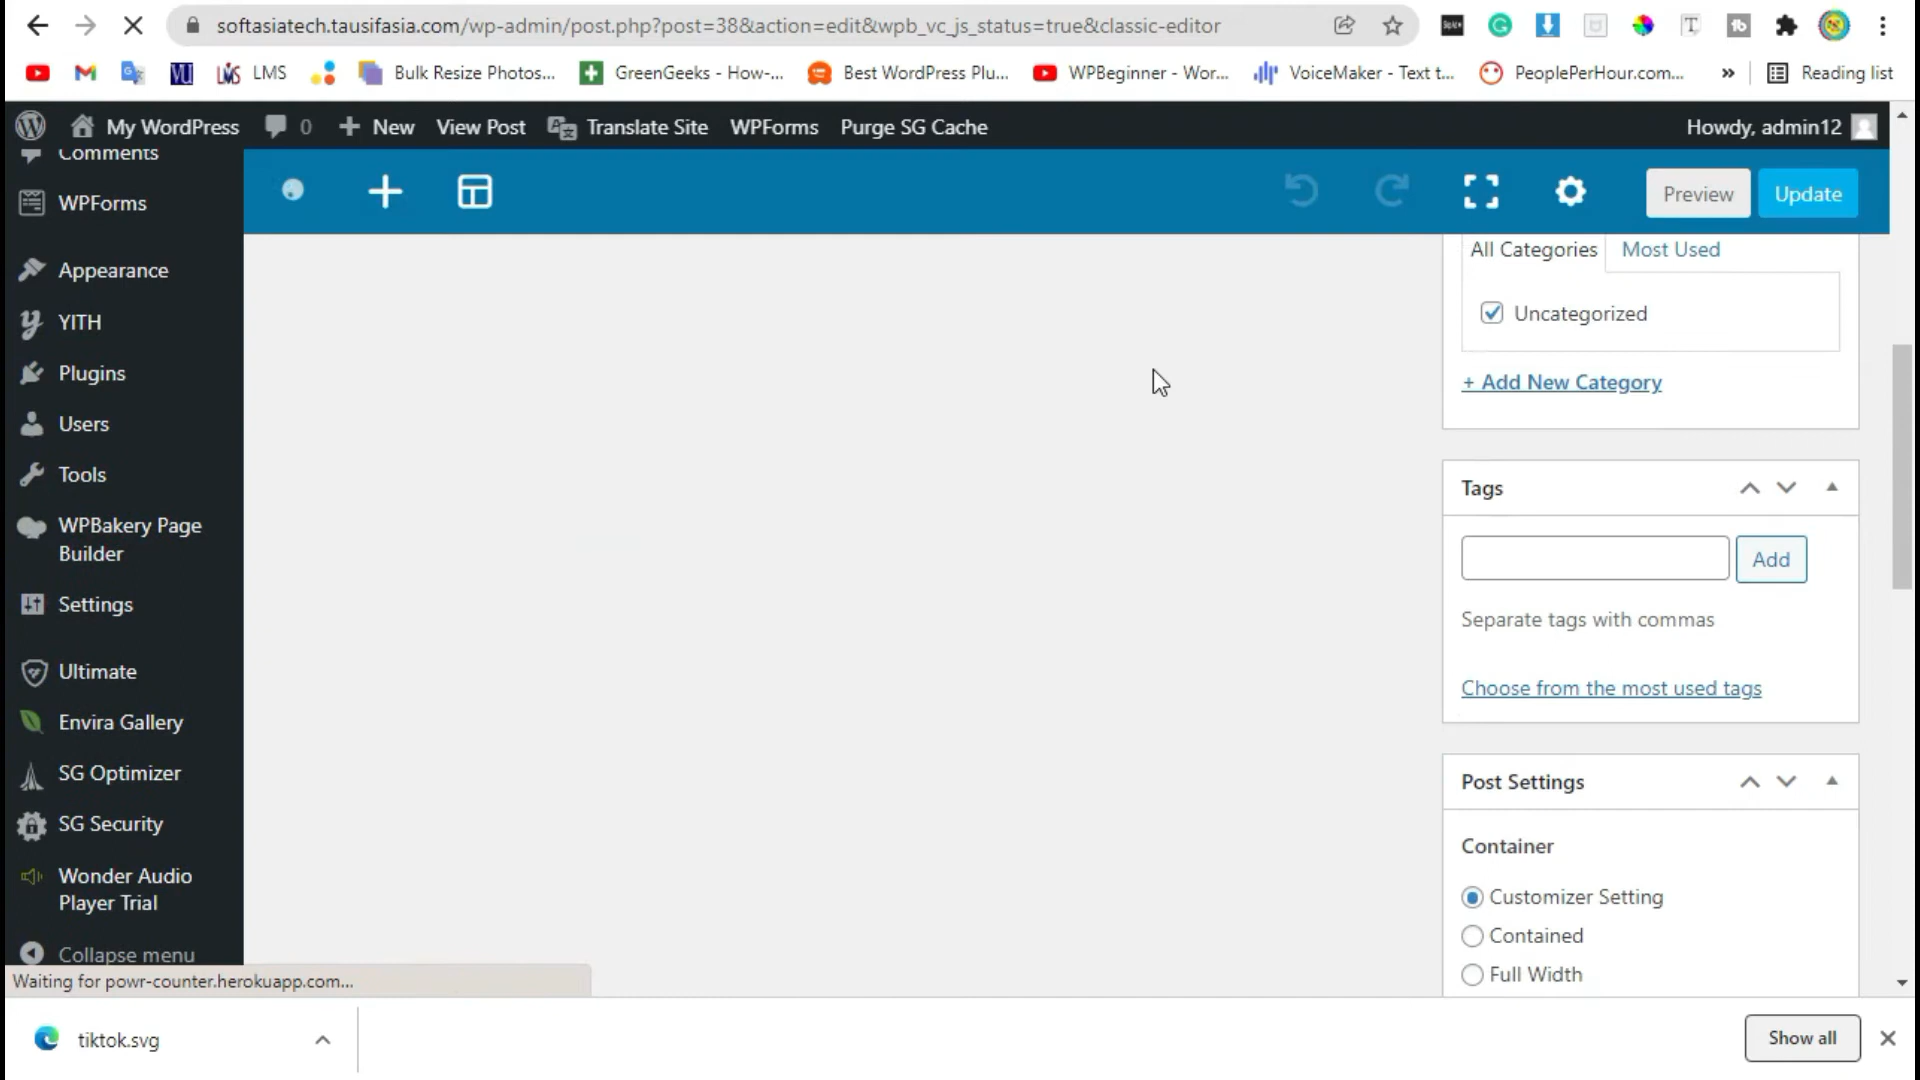 softasiatech.tausifasia.com/wp-admin/post.php?post=38&action=edit&wpb_vc_js_status=true&classic-editor
LMS
Bulk Resize Photos...
GreenGeeks - How-...
Best WordPress Plu...
WPBeginner - Wor...
VoiceMaker - Text t...
PeoplePerHour.com...
»
Reading list
My WordPress
0
New
View Post
Translate Site
WPForms
Purge SG Cache
Howdy, admin12
Comments
WPForms
Appearance
YITH
Plugins
Users
Tools
WPBakery Page
Builder
Settings
Ultimate
Envira Gallery
SG Optimizer
SG Security
Wonder Audio
Player Trial
Collapse menu
Preview
Update
All Categories
Most Used
Uncategorized
+ Add New Category
Tags
Add
Separate tags with commas
Choose from the most used tags
Post Settings
Container
Customizer Setting
Contained
Full Width
Waiting for powr-counter.herokuapp.com...
tiktok.svg
Show all